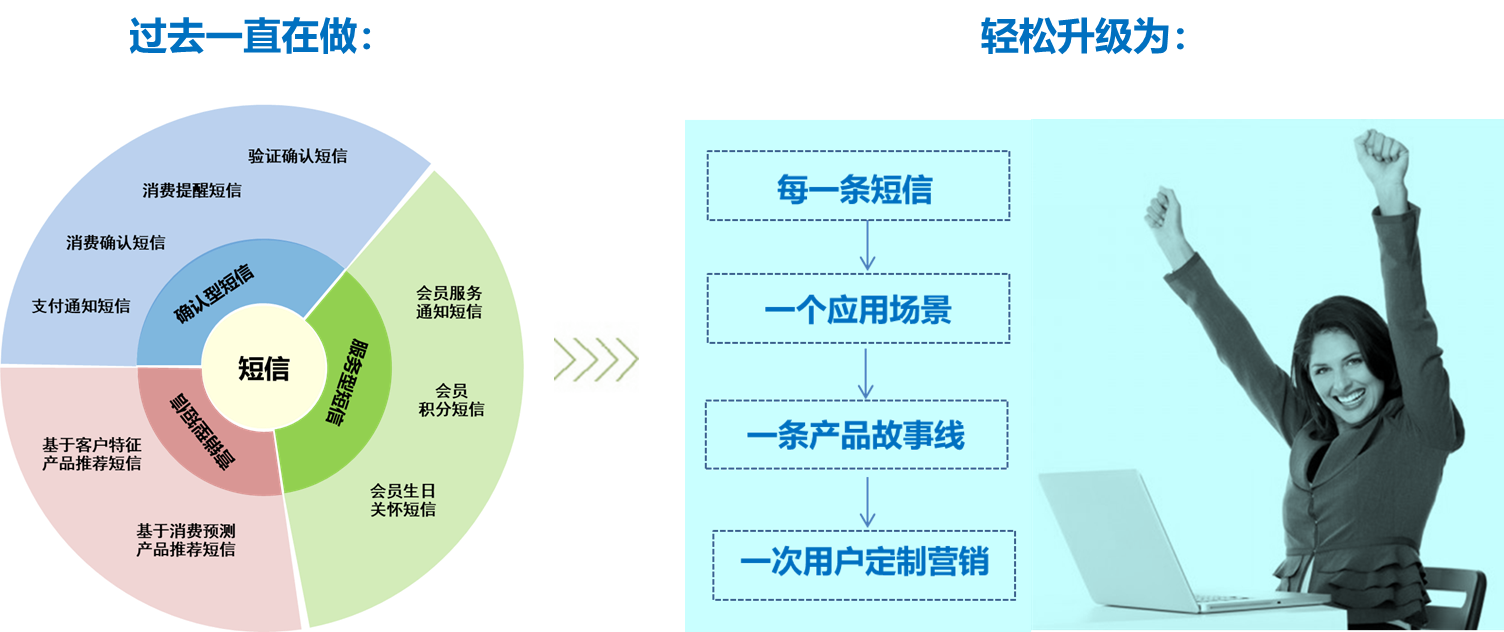 过去一直在做：
轻松升级为：
验证确认短信
消费提醒短信
消费确认短信
支付通知短信
确认型短信
短信
服务型短信
会员服务
通知短信
会员
积分短信
会员生日
关怀短信
营销型短信
基于客户特征
产品推荐短信
基于消费预测
产品推荐短信
每一条短信
一个应用场景
一条产品故事线
一次用户定制营销